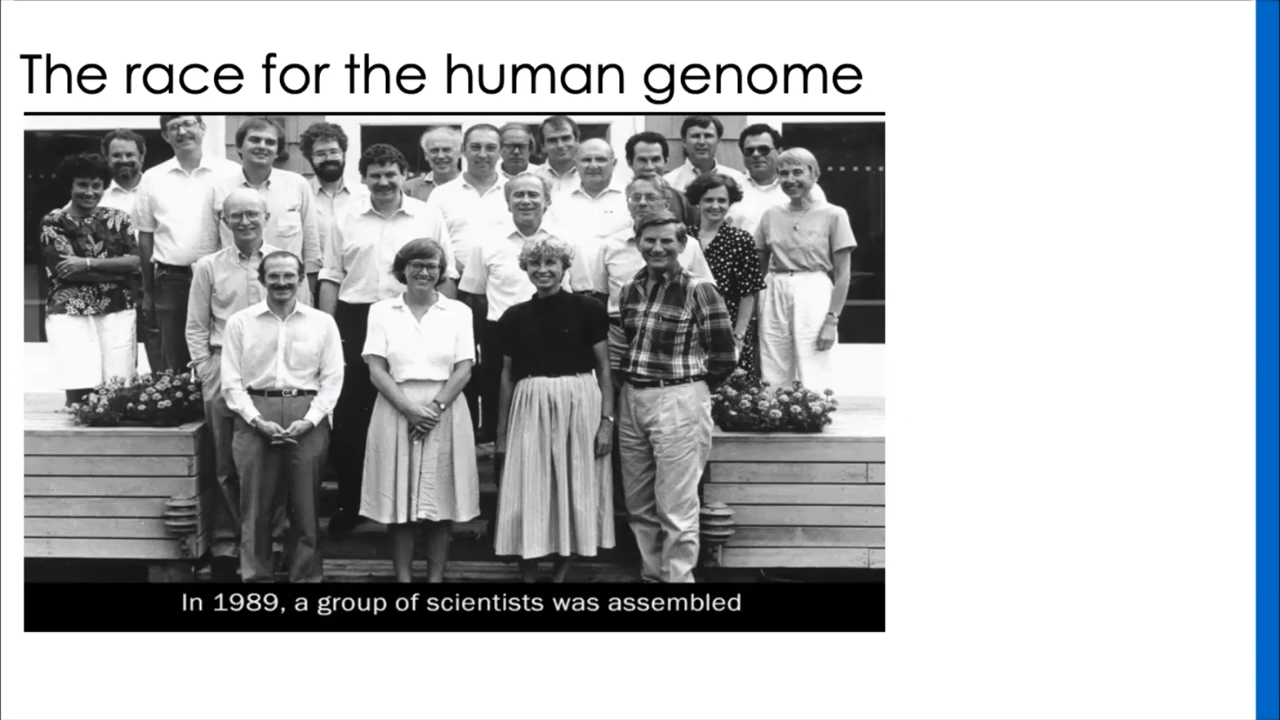 The race for the human genome
In 1989, a group of scientists was assembled